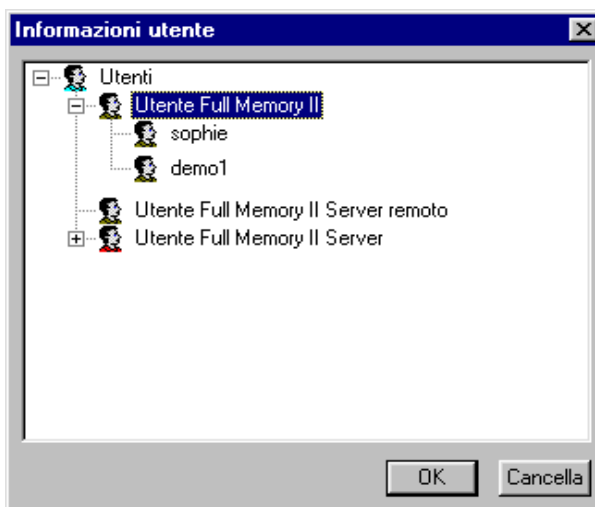 Informazioni utente
Utenti
Utente Full Memory II
sophie
demo1
Utente Full Memory II Server remoto
Utente Full Memory II Server
OK Cancella